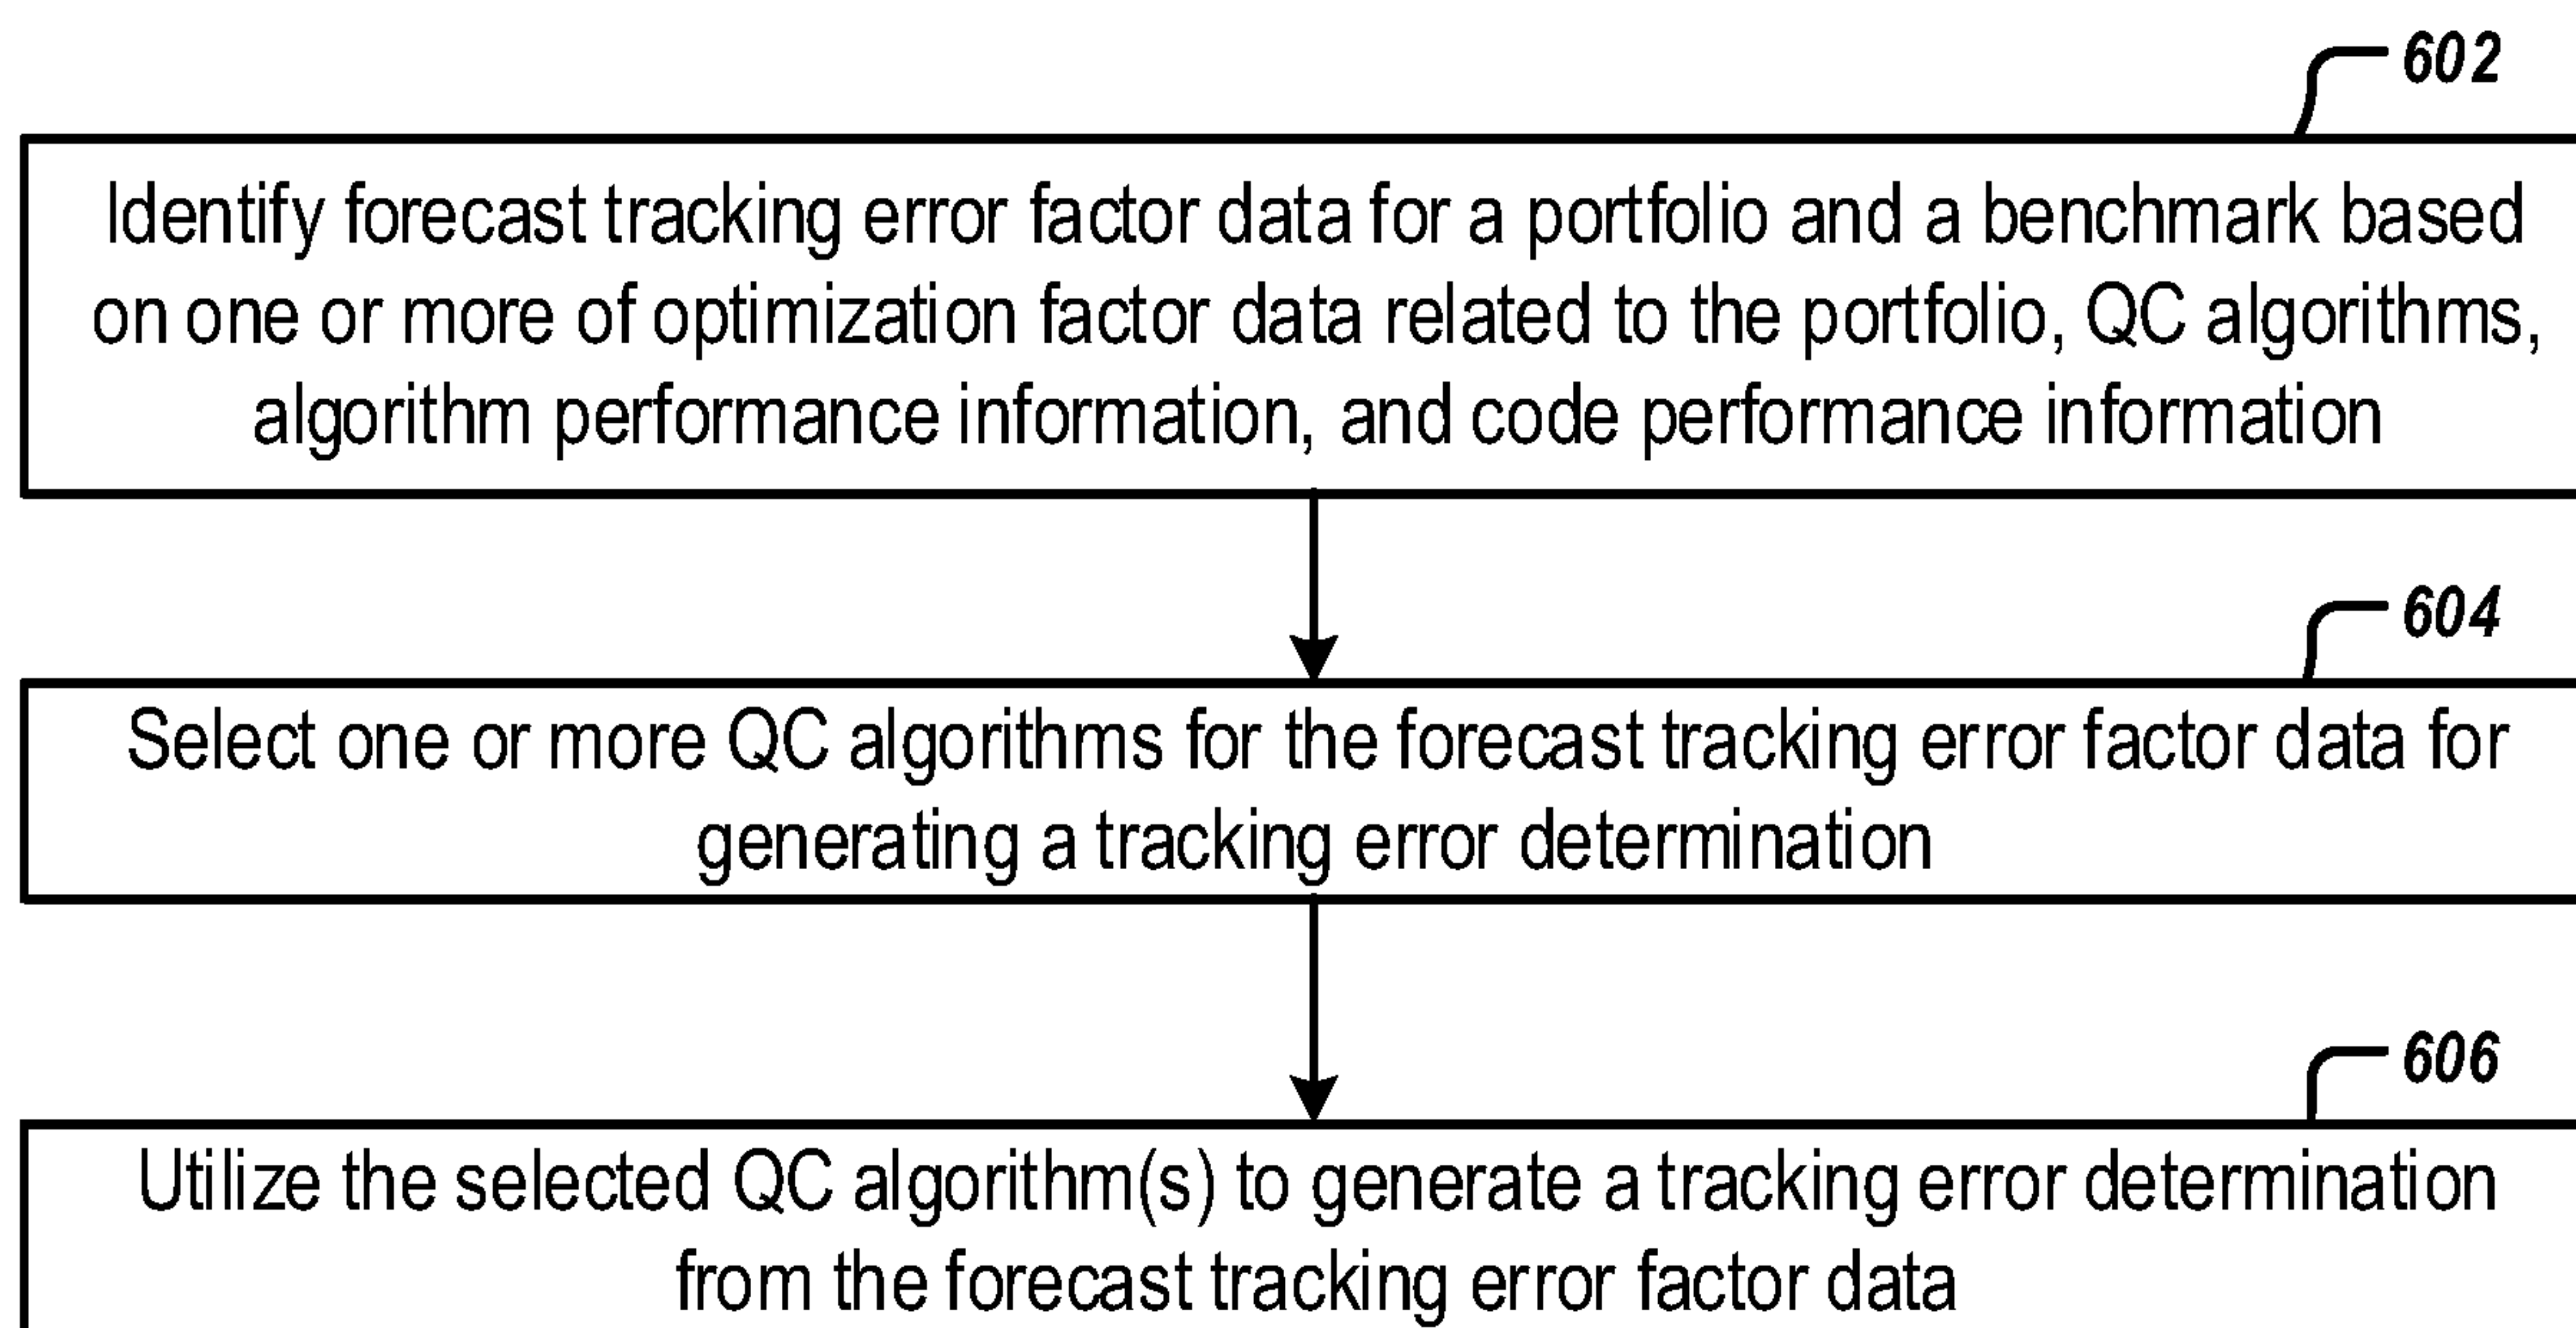 602
Identify forecast tracking error factor data for a portfolio and a benchmark based
on one or more of optimization factor data related to the portfolio, QC algorithms,
algorithm performance information, and code performance information
604
Select one or more QC algorithms for the forecast tracking error factor data for
generating a tracking error determination
606
Utilize the selected QC algorithm(s) to generate a tracking error determination
from the forecast tracking error factor data